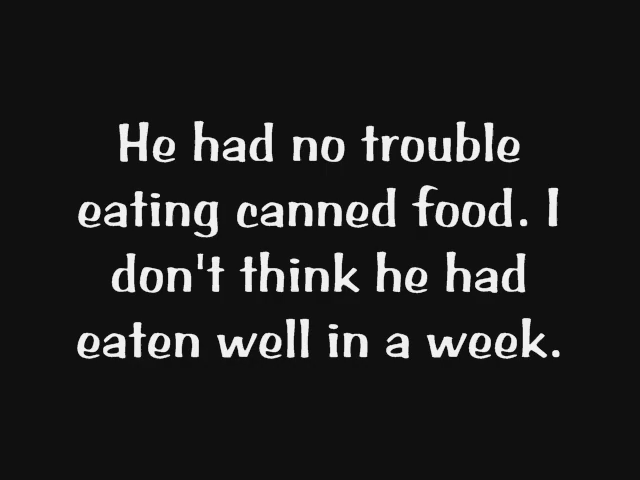 He had no trouble
eating canned food. I
don't think he had
eaten well in a week.